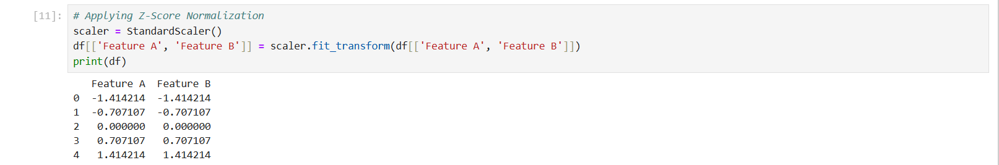 [11]: # Applying Z-Score Normalization
scaler = StandardScaler()
df[['Feature A', 'Feature B']] = scaler.fit_transform(df[['Feature A', 'Feature B']])
print(df)
   Feature A  Feature B
0  -1.414214  -1.414214
1  -0.707107  -0.707107
2   0.000000   0.000000
3   0.707107   0.707107
4   1.414214   1.414214